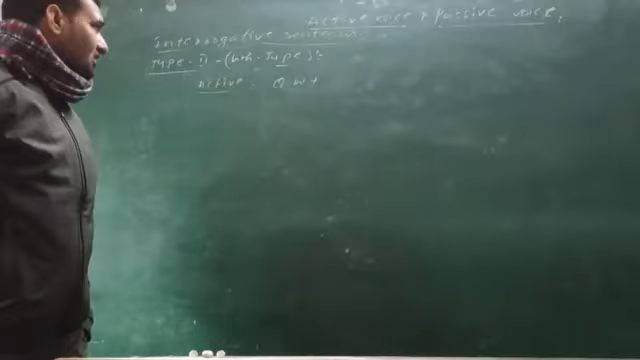 Active voice & Passive voice.
Interrogative sentence
Type - II - (Wh - Type):-
Active : Q.W +